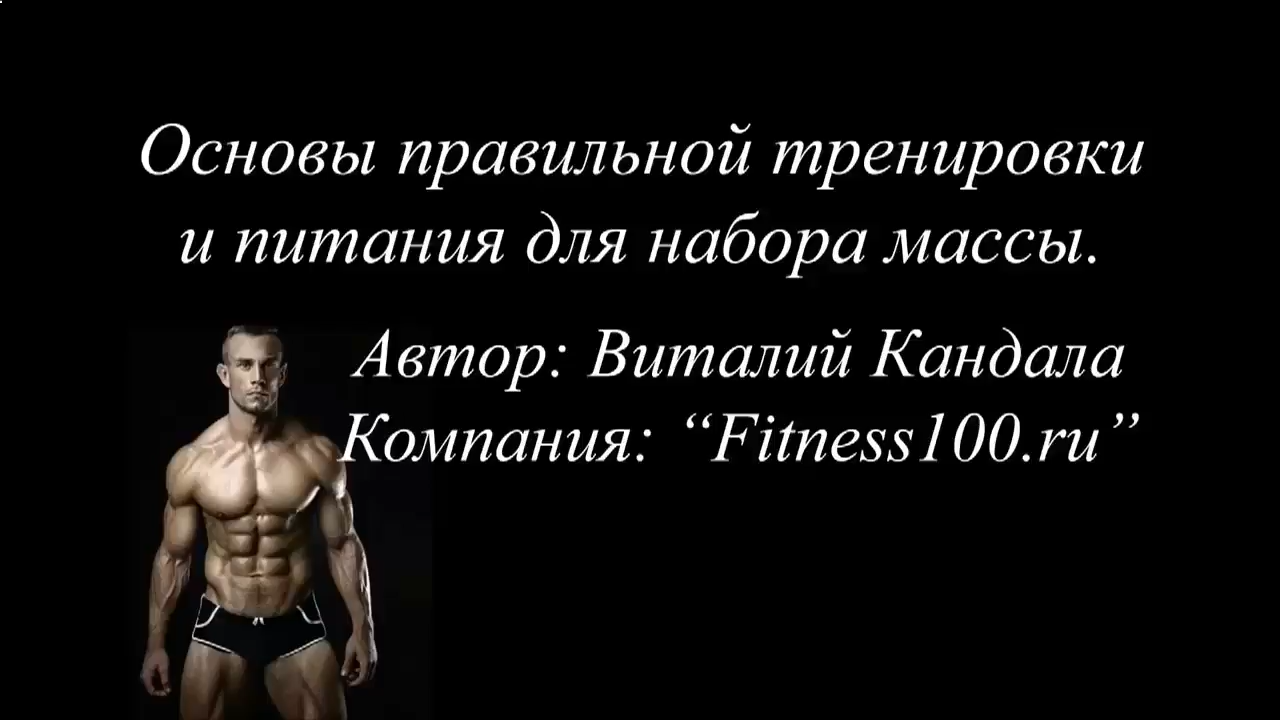 Основы правильной тренировки
и питания для набора массы.
Автор: Виталий Кандала
Компания: “Fitness100.ru”